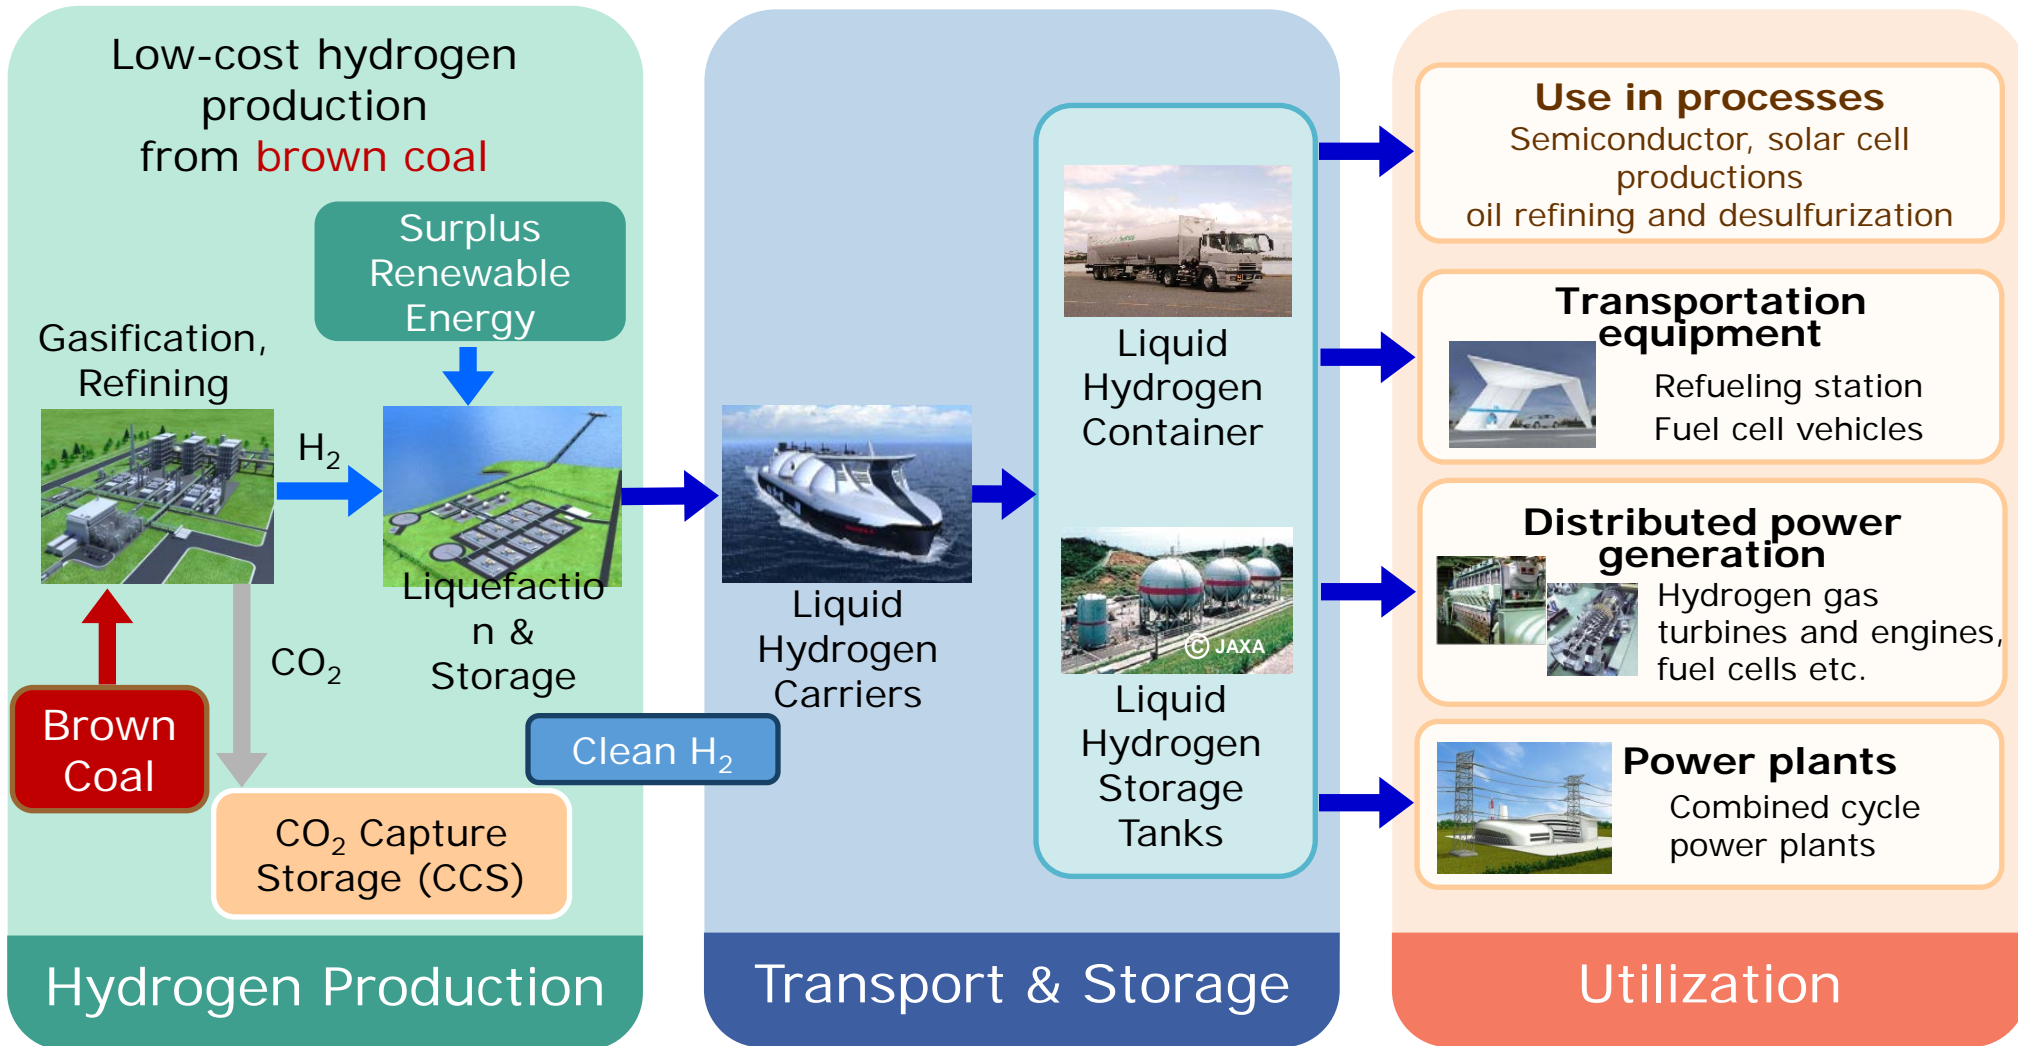 Low-cost hydrogen
production
from brown coal
Surplus
Renewable
Energy
Gasification,
Refining
H₂
Liquefactio
n &
Storage
CO₂
Brown
Coal
CO₂ Capture
Storage (CCS)
Clean H₂
Hydrogen Production
Liquid
Hydrogen
Carriers
Liquid
Hydrogen
Container
© JAXA
Liquid
Hydrogen
Storage
Tanks
Transport & Storage
Use in processes
Semiconductor, solar cell
productions
oil refining and desulfurization
Transportation
equipment
Refueling station
Fuel cell vehicles
Distributed power
generation
Hydrogen gas
turbines and engines,
fuel cells etc.
Power plants
Combined cycle
power plants
Utilization